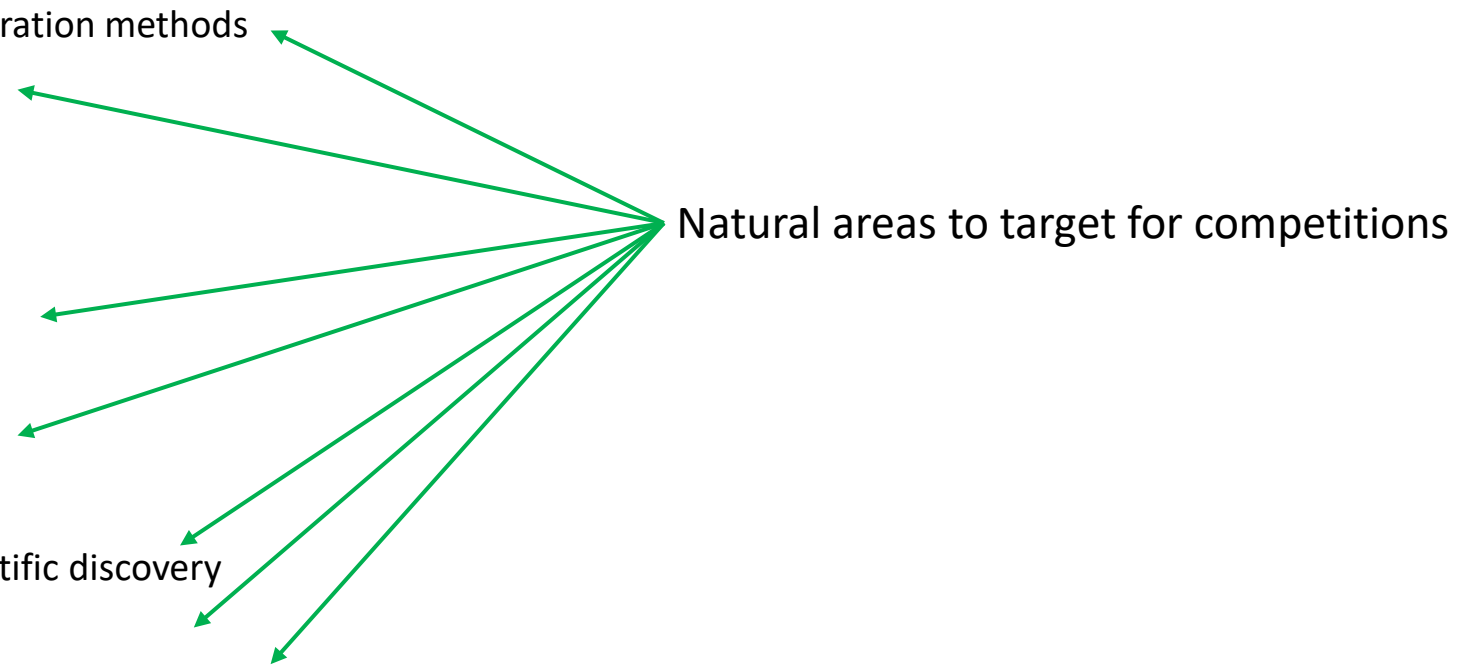 ration methods
Natural areas to target for competitions
tific discovery